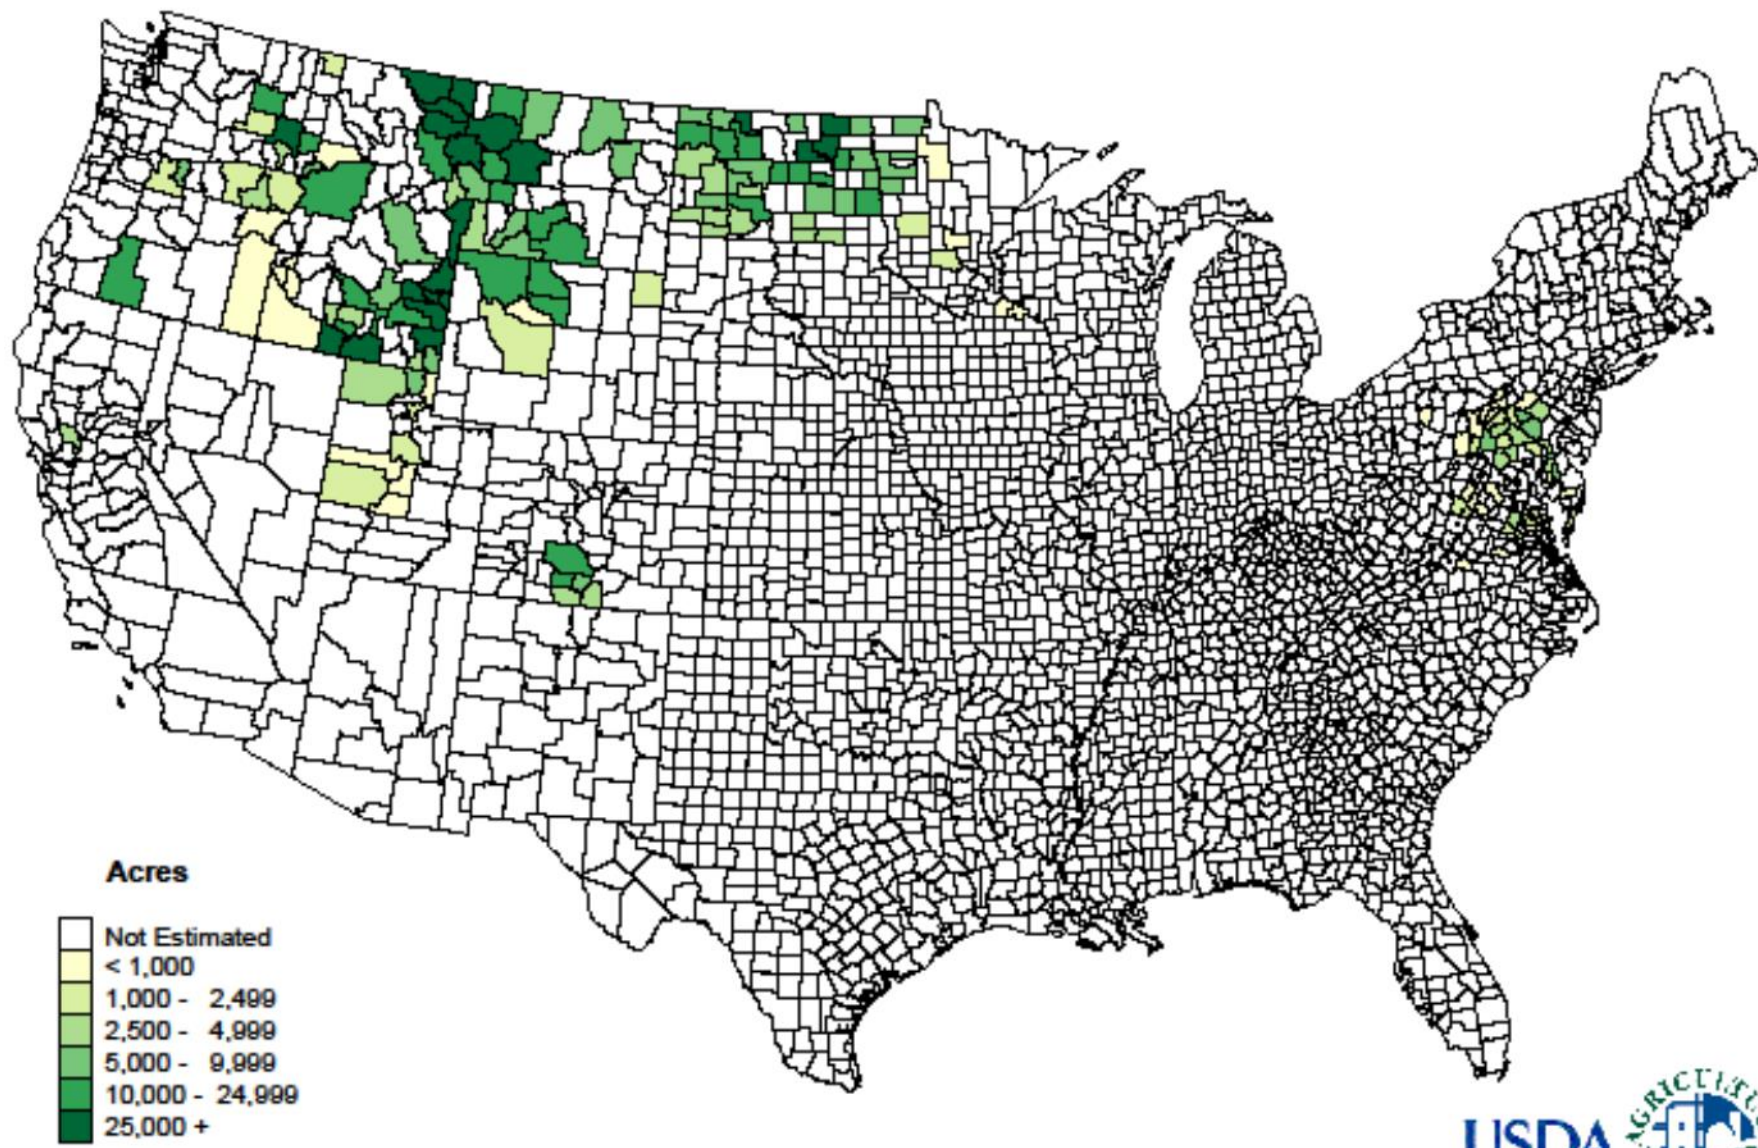 Acres
Not Estimated
< 1,000
1,000 - 2,499
2,500 - 4,999
5,000 - 9,999
10,000 - 24,999
25,000 +
USDA
AGRICULTU